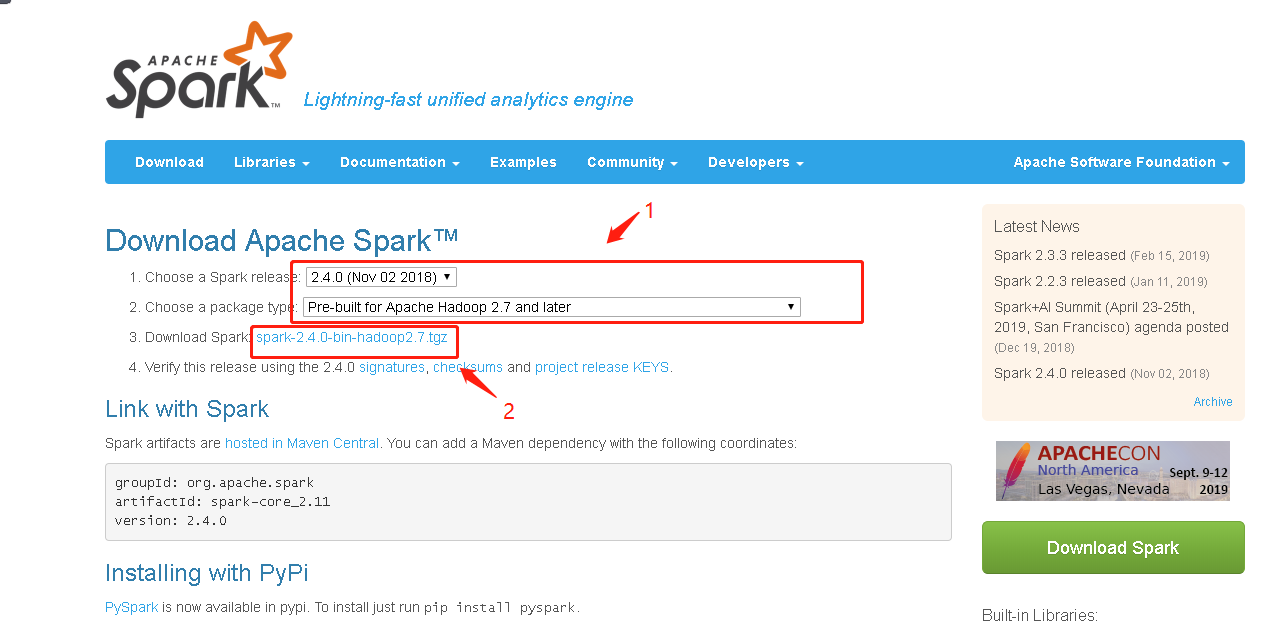 APACHE
Spark™
Lightning-fast unified analytics engine
Download Libraries Documentation Examples Community Developers Apache Software Foundation
1
Download Apache Spark™
1. Choose a Spark release: 2.4.0 (Nov 02 2018)
2. Choose a package type: Pre-built for Apache Hadoop 2.7 and later
3. Download Spark: spark-2.4.0-bin-hadoop2.7.tgz
4. Verify this release using the 2.4.0 signatures, checksums and project release KEYS.
2
Link with Spark
Spark artifacts are hosted in Maven Central. You can add a Maven dependency with the following coordinates:
groupId: org.apache.spark
artifactId: spark-core_2.11
version: 2.4.0
Installing with PyPi
PySpark is now available in pypi. To install just run pip install pyspark.
Latest News
Spark 2.3.3 released (Feb 15, 2019)
Spark 2.2.3 released (Jan 11, 2019)
Spark+AI Summit (April 23-25th,
2019, San Francisco) agenda posted
(Dec 19, 2018)
Spark 2.4.0 released (Nov 02, 2018)
Archive
APACHECON
North America
Las Vegas, Nevada
Sept. 9-12
2019
Download Spark
Built-in Libraries: